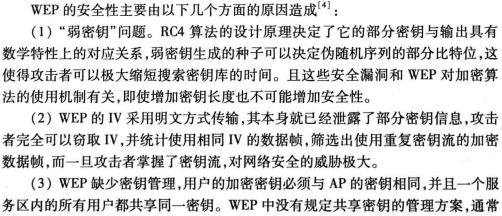 WEP 的安全性主要由以下几个方面的原因造成[4]：
(1) “弱密钥”问题。RC4 算法的设计原理决定了它的部分密钥与输出具有
数学特性上的对应关系，弱密钥生成的种子可以决定伪随机序列的部分比特位，这
使得攻击者可以极大缩短搜索密钥库的时间。且这些安全漏洞和 WEP 对加密算
法的使用机制有关，即使增加密钥长度也不可能增加安全性。
(2) WEP 的 IV 采用明文方式传输，其本身就已经泄露了部分密钥信息，攻击
者完全可以窃取 IV，并统计使用相同 IV 的数据帧，筛选出使用重复密钥流的加密
数据帧，而一旦攻击者掌握了密钥流，对网络安全的威胁极大。
(3) WEP 缺少密钥管理，用户的加密密钥必须与 AP 的密钥相同，并且一个服
务区内的所有用户都共享同一密钥。WEP 中没有规定共享密钥的管理方案，通常